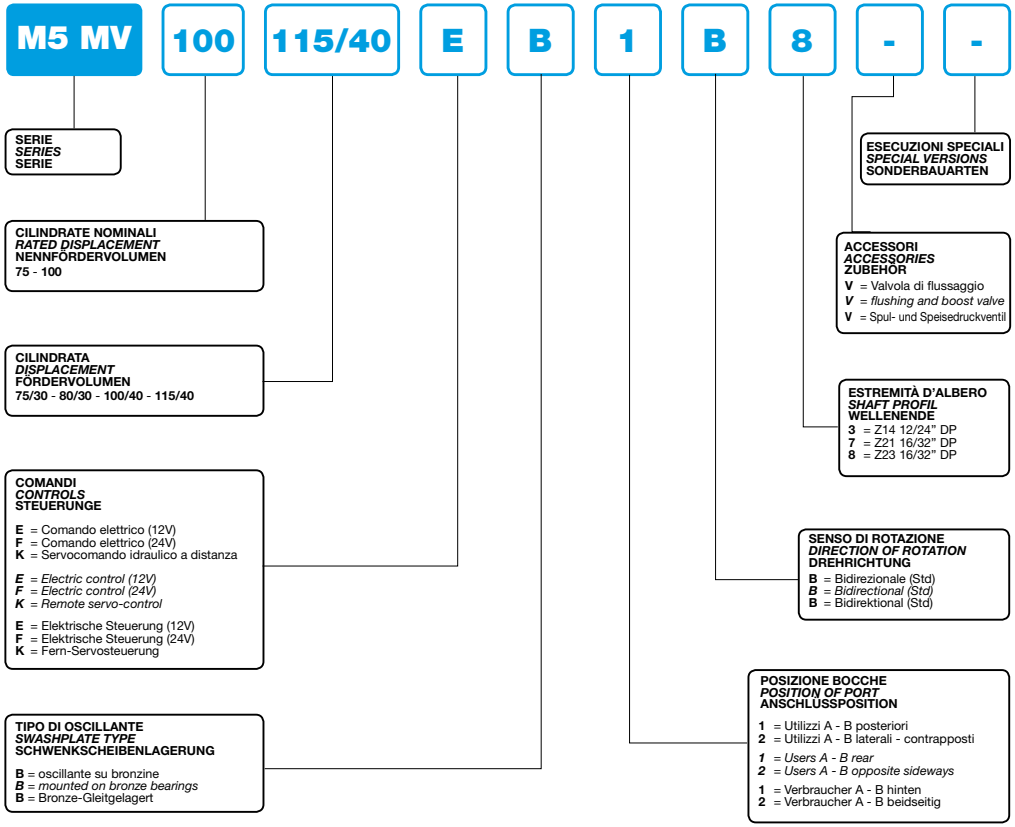 M5 MV 100 115/40 E B 1 B 8 - -
SERIE
SERIES
SERIE
CILINDRATE NOMINALI
RATED DISPLACEMENT
NENNFÖRDERVOLUMEN
75 - 100
CILINDRATA
DISPLACEMENT
FÖRDERVOLUMEN
75/30 - 80/30 - 100/40 - 115/40
COMANDI
CONTROLS
STEUERUNGE
E = Comando elettrico (12V)
F = Comando elettrico (24V)
K = Servocomando idraulico a distanza
E = Electric control (12V)
F = Electric control (24V)
K = Remote servo-control
E = Elektrische Steuerung (12V)
F = Elektrische Steuerung (24V)
K = Fern-Servosteuerung
TIPO DI OSCILLANTE
SWASHPLATE TYPE
SCHWENKSCHEIBENLAGERUNG
B = oscillante su bronzine
B = mounted on bronze bearings
B = Bronze-Gleitgelagert
ESECUZIONI SPECIALI
SPECIAL VERSIONS
SONDERBAUARTEN
ACCESSORI
ACCESSORIES
ZUBEHÖR
V = Valvola di flussaggio
V = flushing and boost valve
V = Spul- und Speisedruckventil
ESTREMITÀ D'ALBERO
SHAFT PROFIL
WELLENENDE
3 = Z14 12/24” DP
7 = Z21 16/32” DP
8 = Z23 16/32” DP
SENSO DI ROTAZIONE
DIRECTION OF ROTATION
DREHRICHTUNG
B = Bidirezionale (Std)
B = Bidirectional (Std)
B = Bidirektional (Std)
POSIZIONE BOCCHE
POSITION OF PORT
ANSCHLÜSSPOSITION
1 = Utilizzi A - B posteriori
2 = Utilizzi A - B laterali - contrapposti
1 = Users A - B rear
2 = Users A - B opposite sideways
1 = Verbraucher A - B hinten
2 = Verbraucher A - B beidseitig